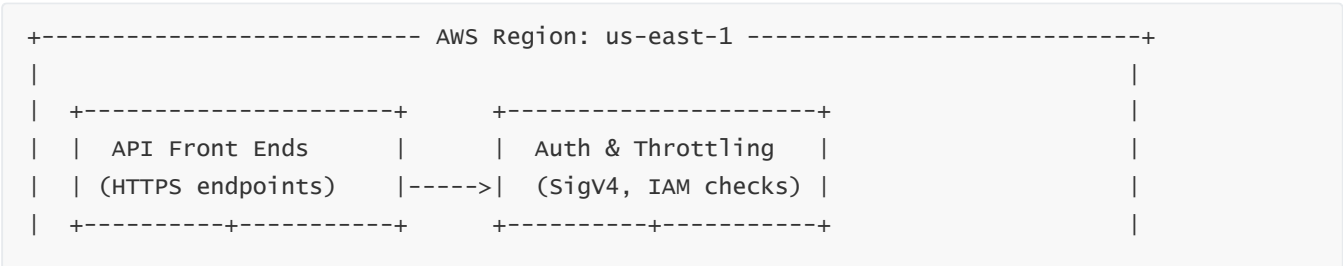 +--------------------------- AWS Region: us-east-1 ----------------------------+
|                                                                              |
|  +----------------------+      +----------------------+                      |
|  |  API Front Ends      |      |  Auth & Throttling   |                      |
|  | (HTTPS endpoints)    |----->|  (SigV4, IAM checks) |                      |
|  +----------+-----------+      +----------+-----------+                      |